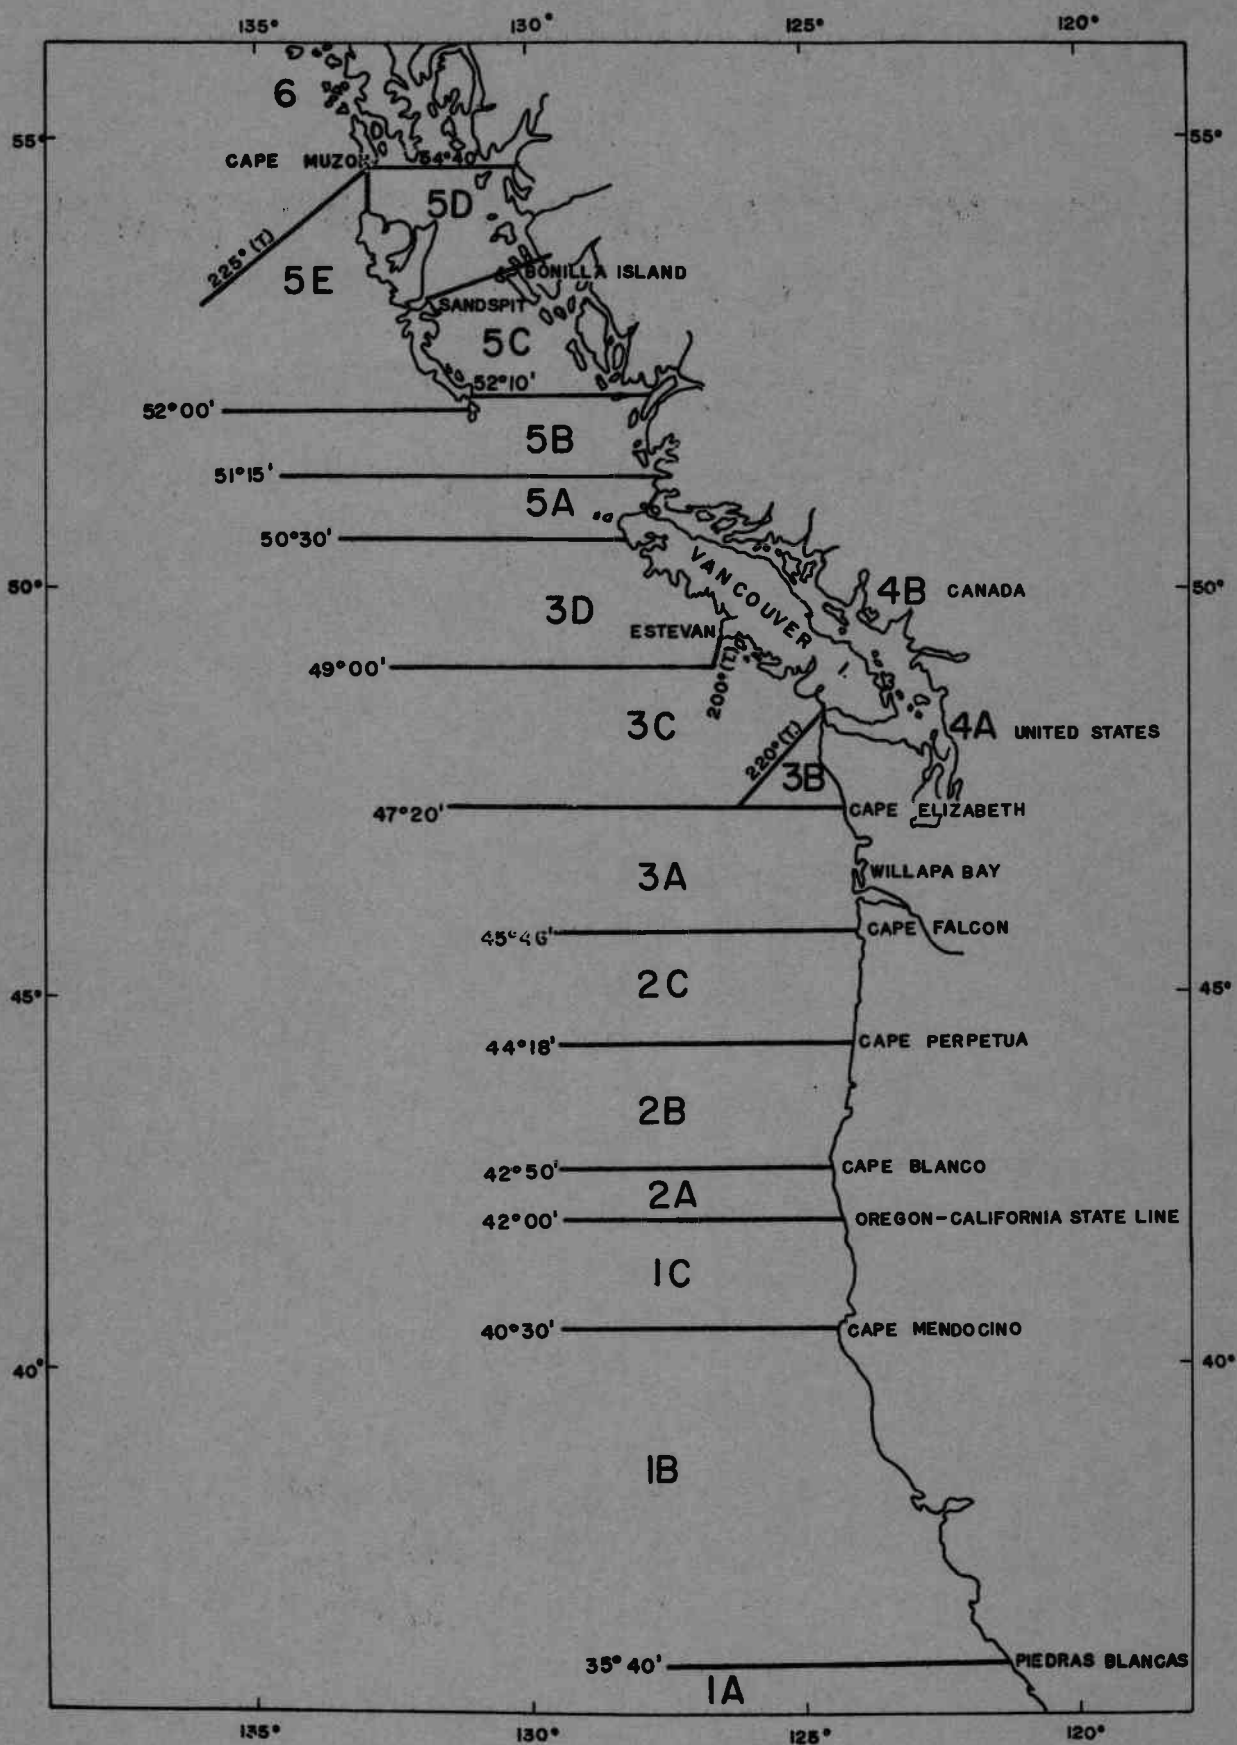 135° 130° 125° 120°
6
55° 55°
CAPE MUZON 54°40'
5D
225° (T.)
5E
BONILLA ISLAND
SANDSPIT
5C
52°10'
52°00'
5B
51°15'
5A
50°30'
VANCOUVER I.
50° 50°
4B CANADA
3D
ESTEVAN
49°00'
200° (T.)
3C
4A UNITED STATES
220° (T.)
3B
47°20' CAPE ELIZABETH
3A
WILLAPA BAY
45°46' CAPE FALCON
2C
45° 45°
44°18' CAPE PERPETUA
2B
42°50' CAPE BLANCO
2A
42°00' OREGON-CALIFORNIA STATE LINE
1C
40°30' CAPE MENDOCINO
40° 40°
1B
35°40' PIEDRAS BLANCAS
1A
135° 130° 125° 120°